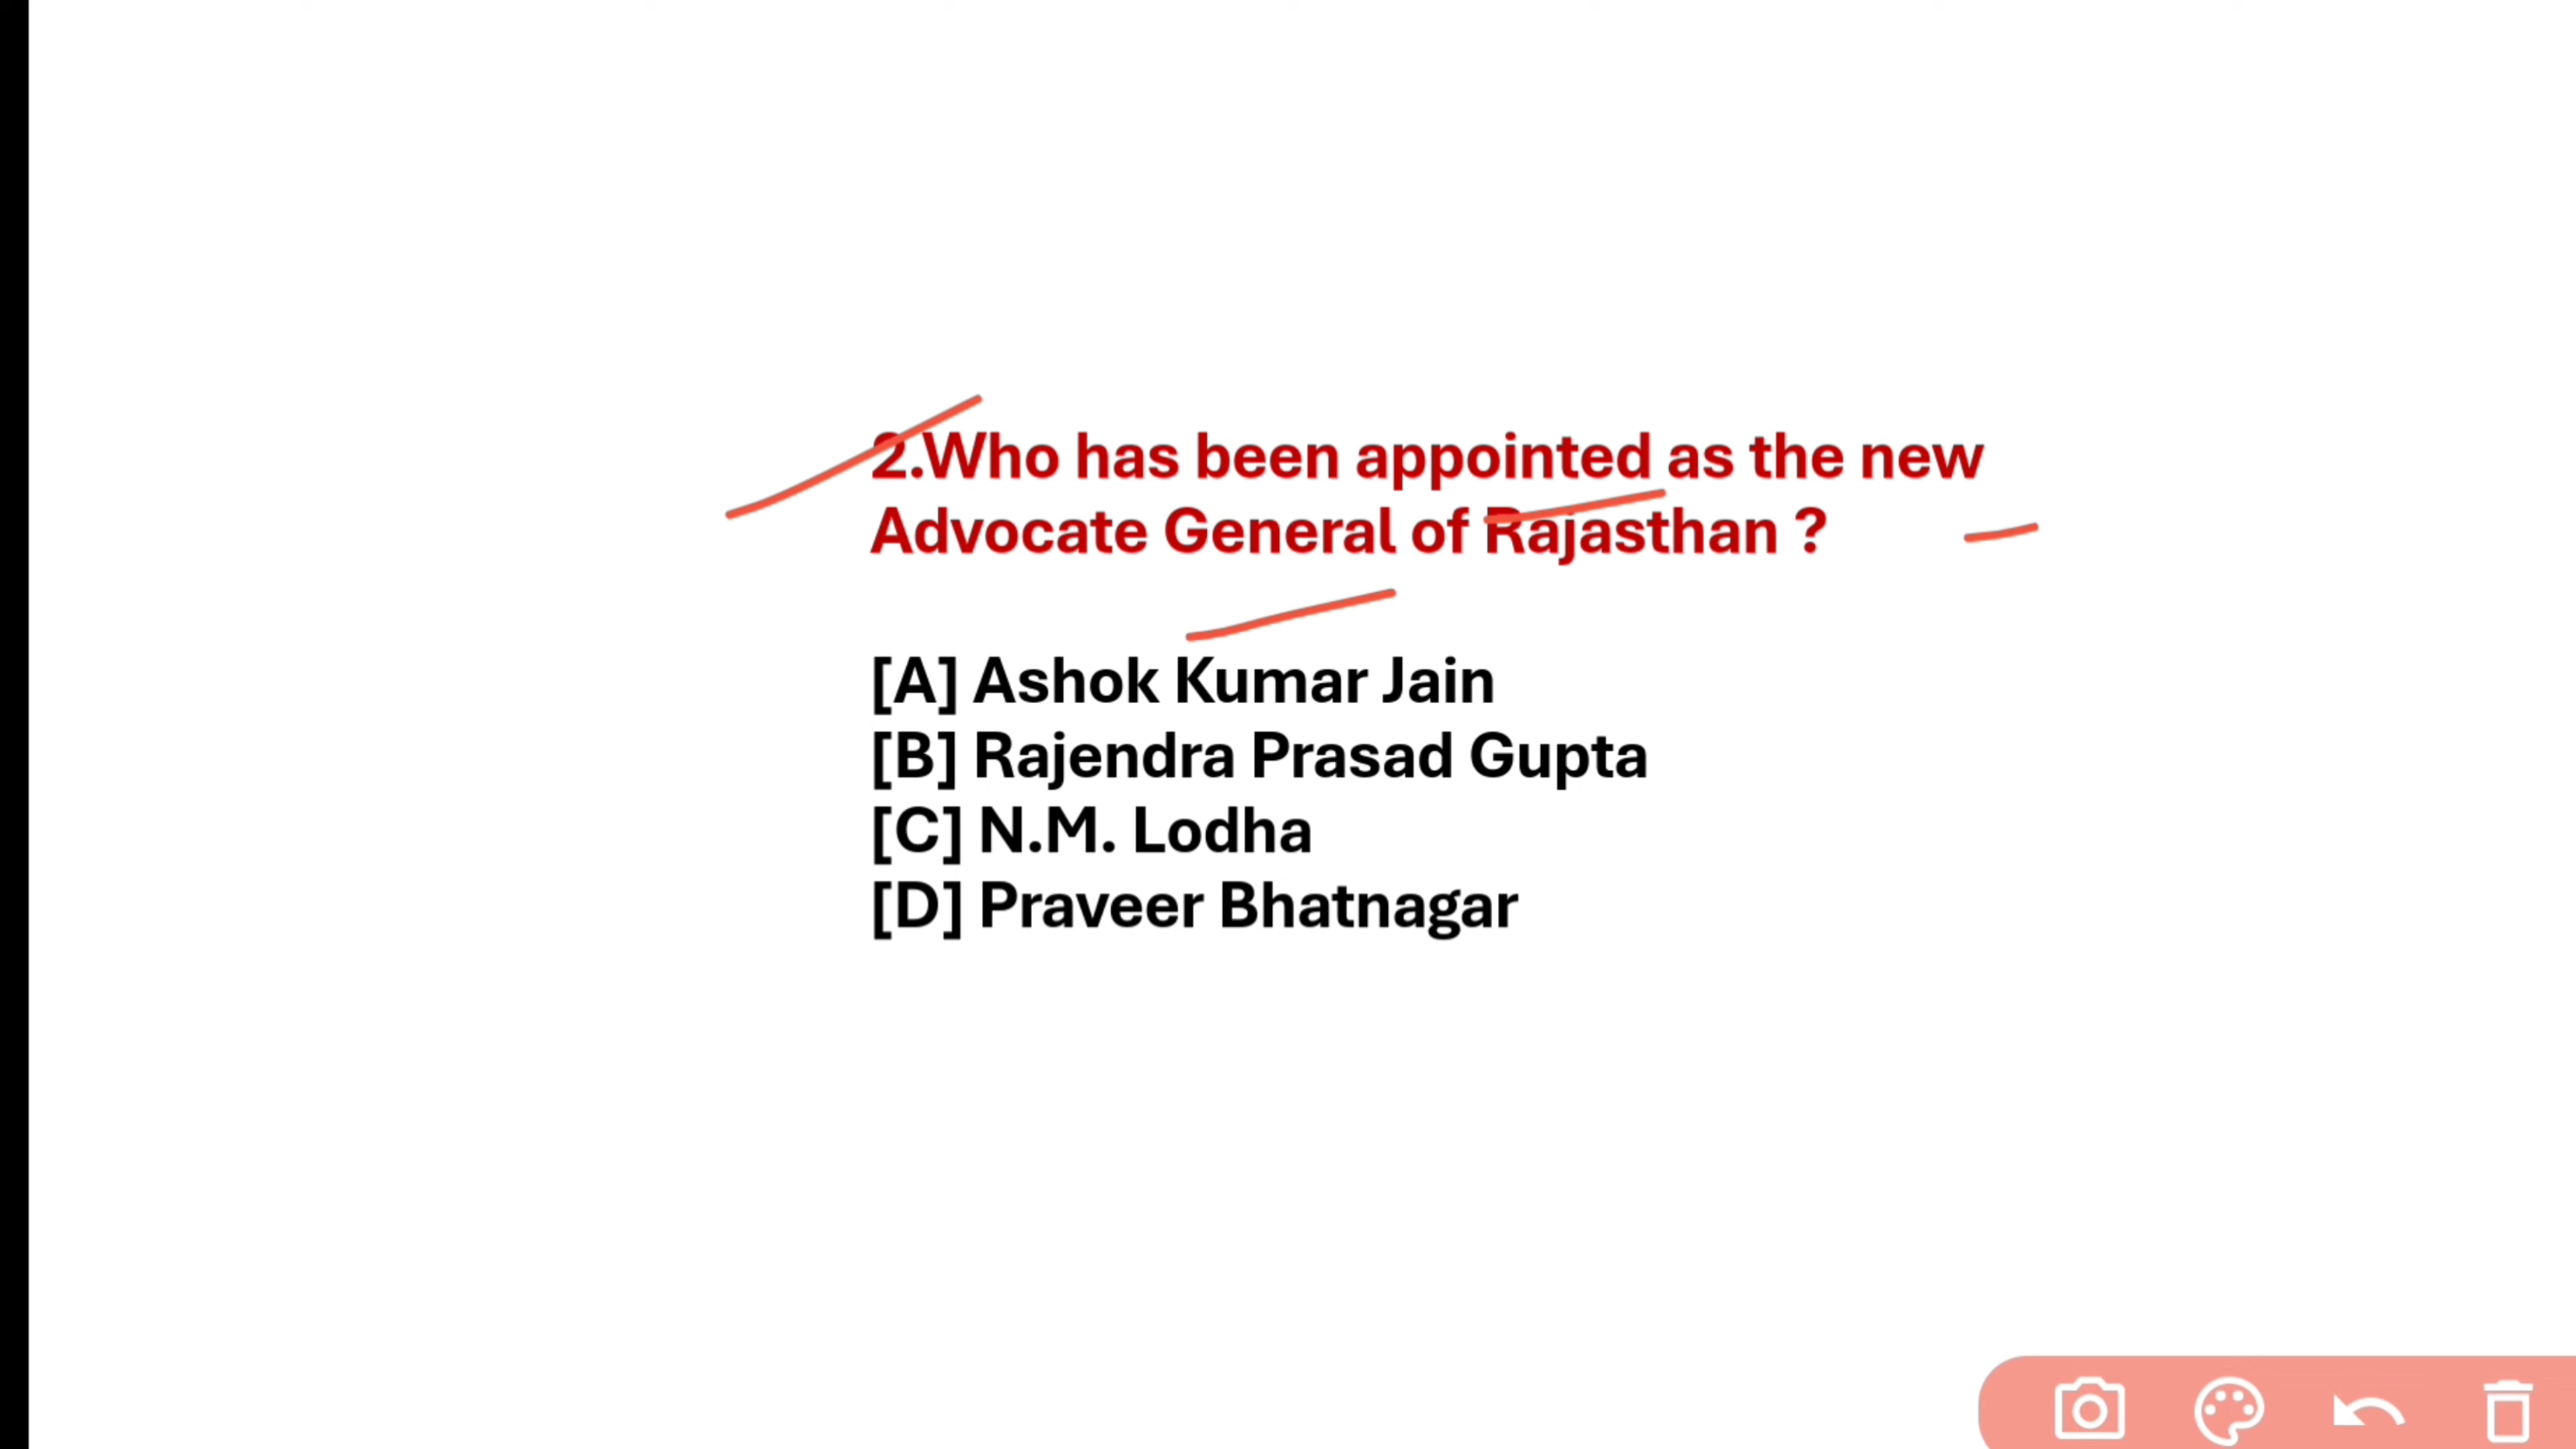 2.Who has been appointed as the new
Advocate General of Rajasthan ?
[A] Ashok Kumar Jain
[B] Rajendra Prasad Gupta
[C] N.M. Lodha
[D] Praveer Bhatnagar